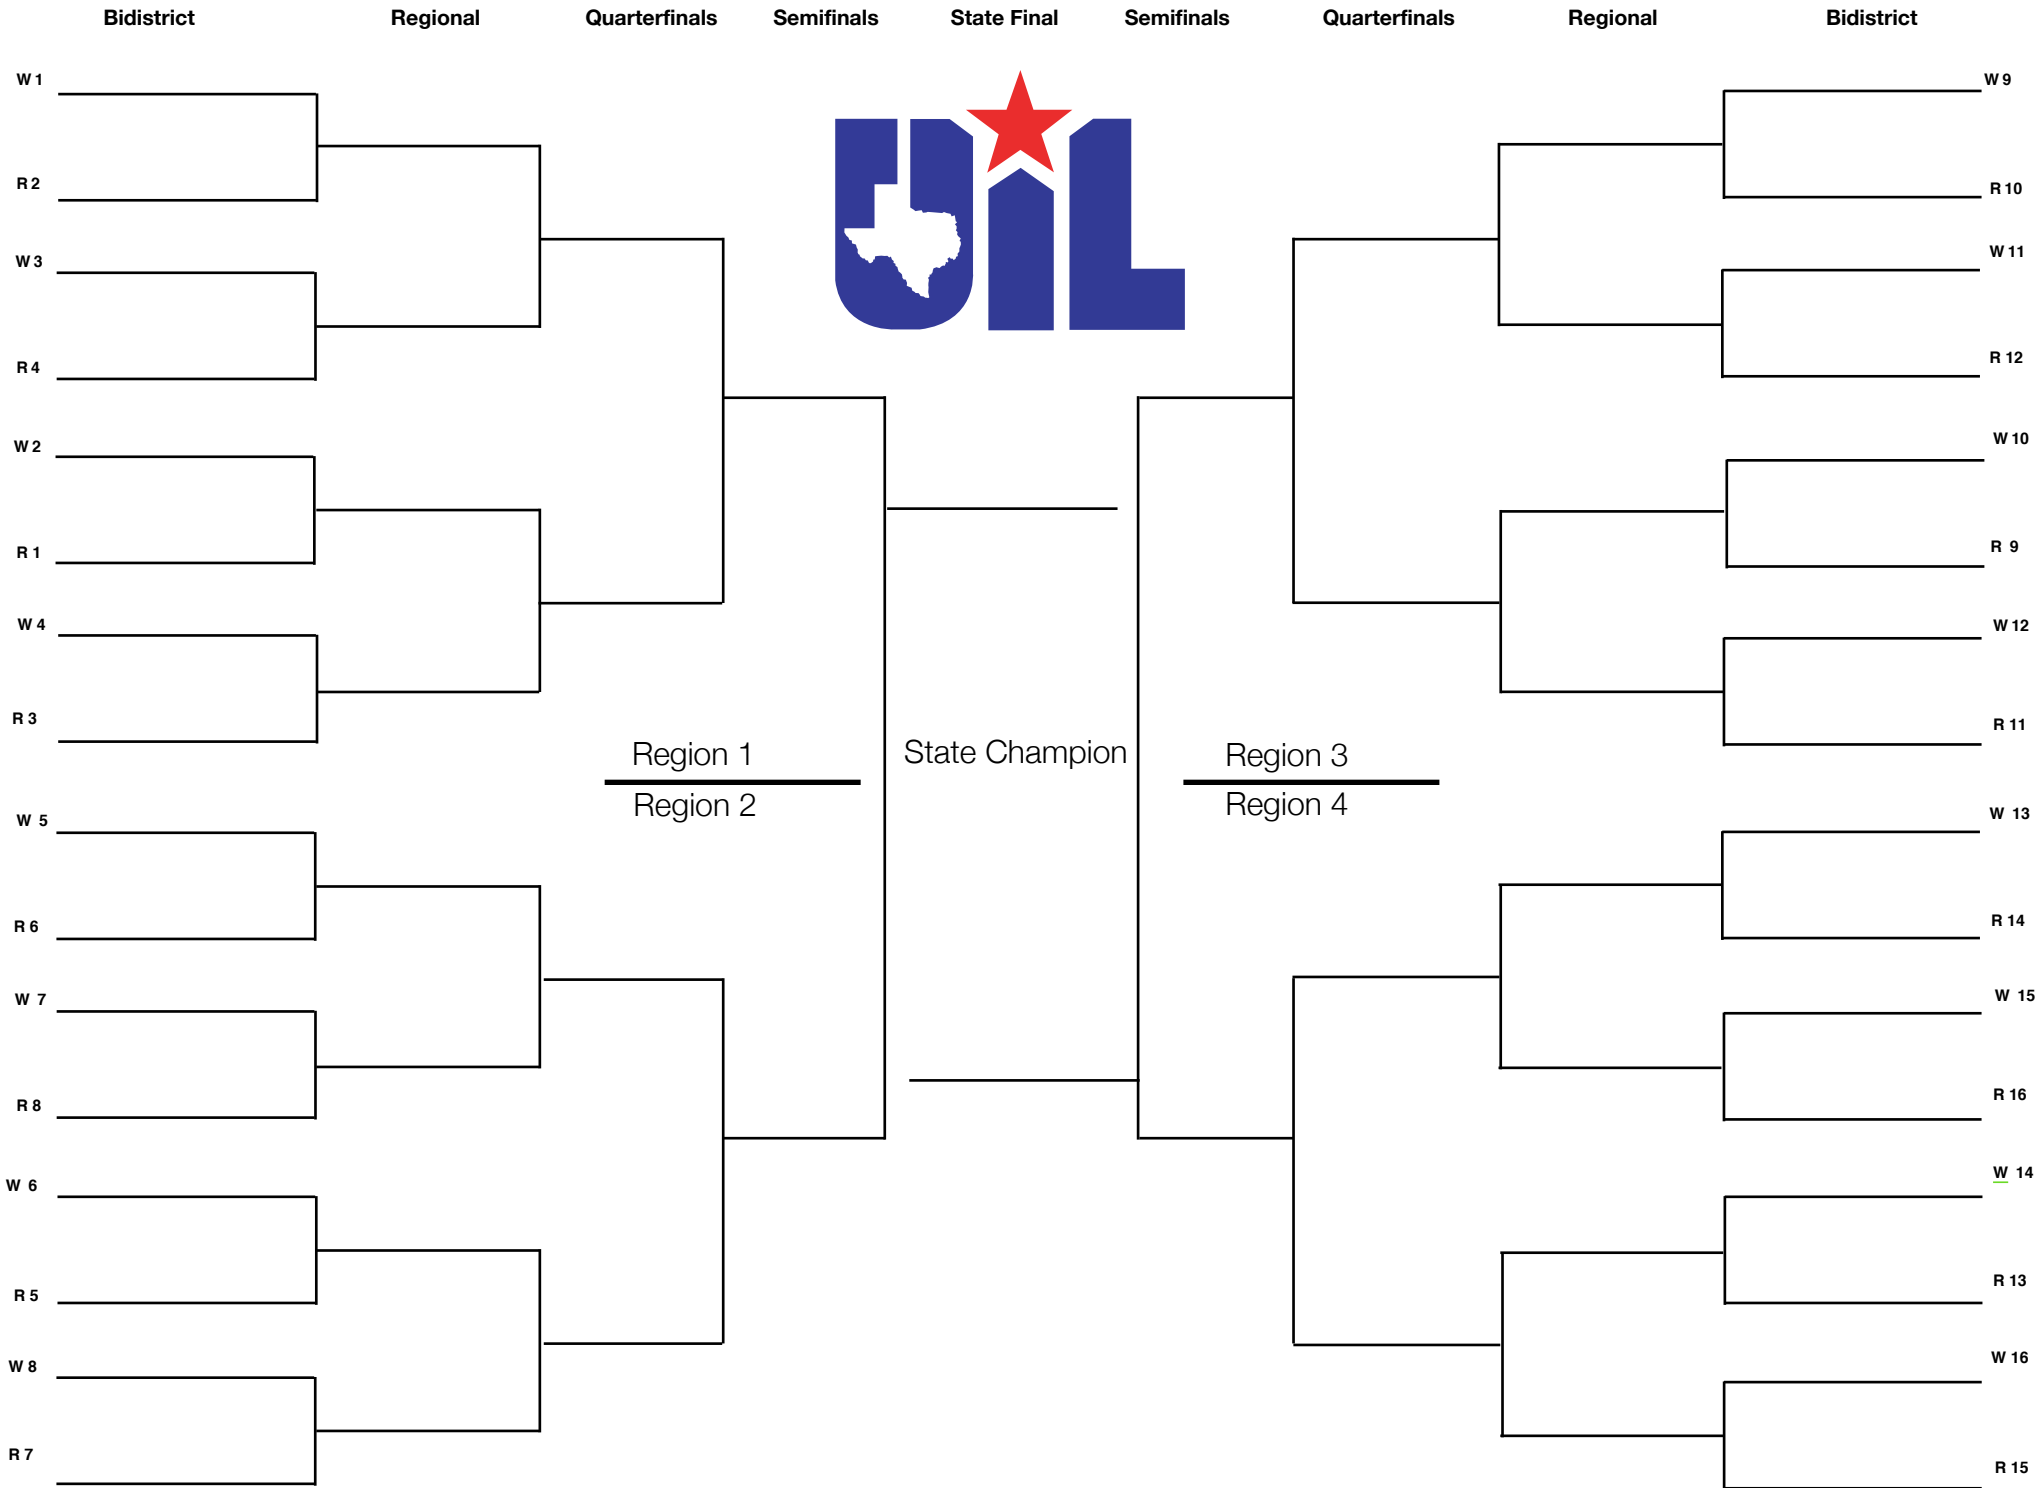 Bidistrict Regional Quarterfinals Semifinals State Final Semifinals Quarterfinals Regional Bidistrict
W 1
R 2
W 3
R 4
W 2
R 1
W 4
R 3
W 5
R 6
W 7
R 8
W 6
R 5
W 8
R 7
UIL
Region 1
Region 2
State Champion
Region 3
Region 4
W 9
R 10
W 11
R 12
W 10
R 9
W 12
R 11
W 13
R 14
W 15
R 16
W 14
R 13
W 16
R 15